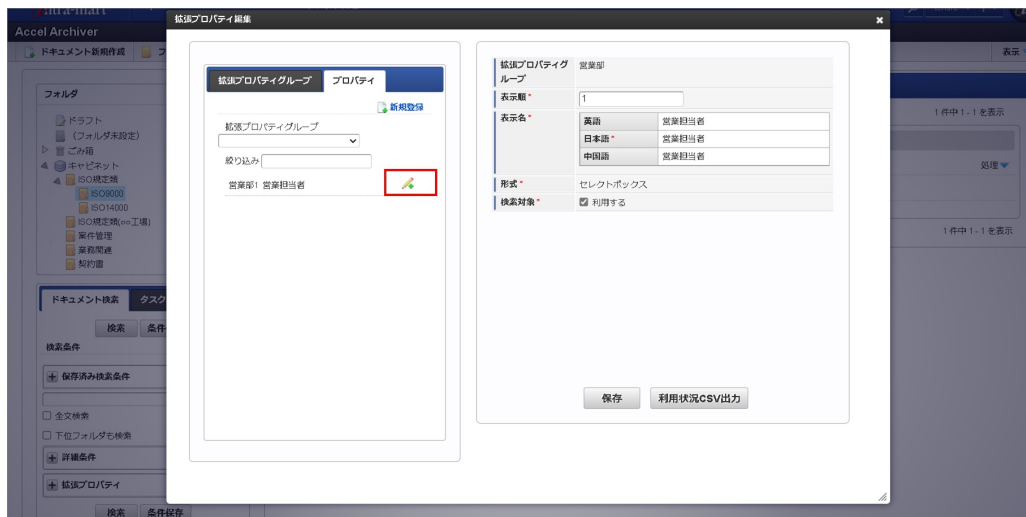 intra-mart
Accel Archiver
ドキュメント新規作成
表示
フォルダ
ドラフト
(フォルダ未設定)
ごみ箱
キャビネット
ISO規定類
ISO9000
ISO14000
ISO規定類(○○工場)
案件管理
業務関連
契約書
ドキュメント検索 タスク
検索 条件
検索条件
保存済み検索条件
全文検索
下位フォルダも検索
詳細条件
拡張プロパティ
検索 条件保存
拡張プロパティ編集
拡張プロパティグループ プロパティ
新規登録
拡張プロパティグループ
絞り込み
営業部1 営業担当者
拡張プロパティグループ 営業部
表示順* 1
表示名* 英語 営業担当者
日本語* 営業担当者
中国語 営業担当者
形式* セレクトボックス
検索対象* 利用する
保存 利用状況CSV出力
1件中 1 - 1 を表示
処理
1件中 1 - 1 を表示